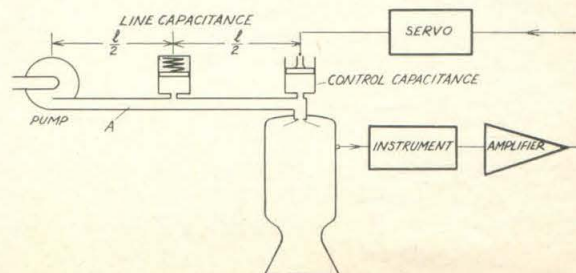 LINE CAPACITANCE
ℓ/2
ℓ/2
SERVO
CONTROL CAPACITANCE
PUMP
A
INSTRUMENT
AMPLIFIER